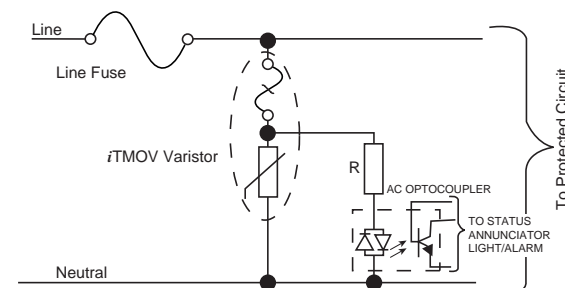 Line
Line Fuse
iTMOV Varistor
R
AC OPTOCOUPLER
TO STATUS
ANNUNCIATOR
LIGHT/ALARM
Neutral
To Protected Circuit